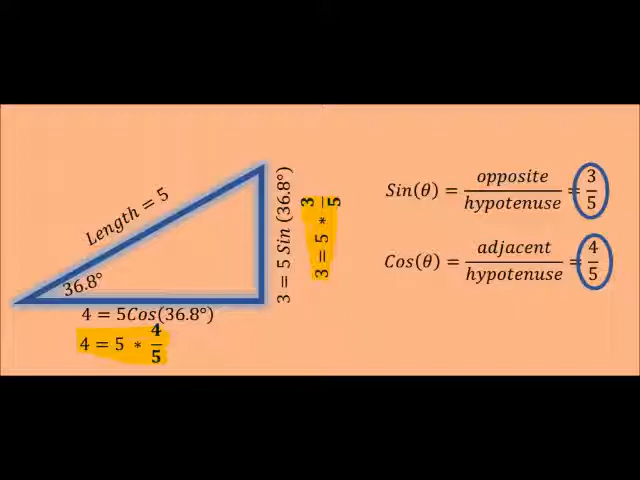 Length = 5
36.8°
4 = 5Cos(36.8°)
4 = 5 * 4/5
3 = 5 Sin (36.8°)
3 = 5 * 3/5
Sin(θ) = opposite/hypotenuse = 3/5
Cos(θ) = adjacent/hypotenuse = 4/5